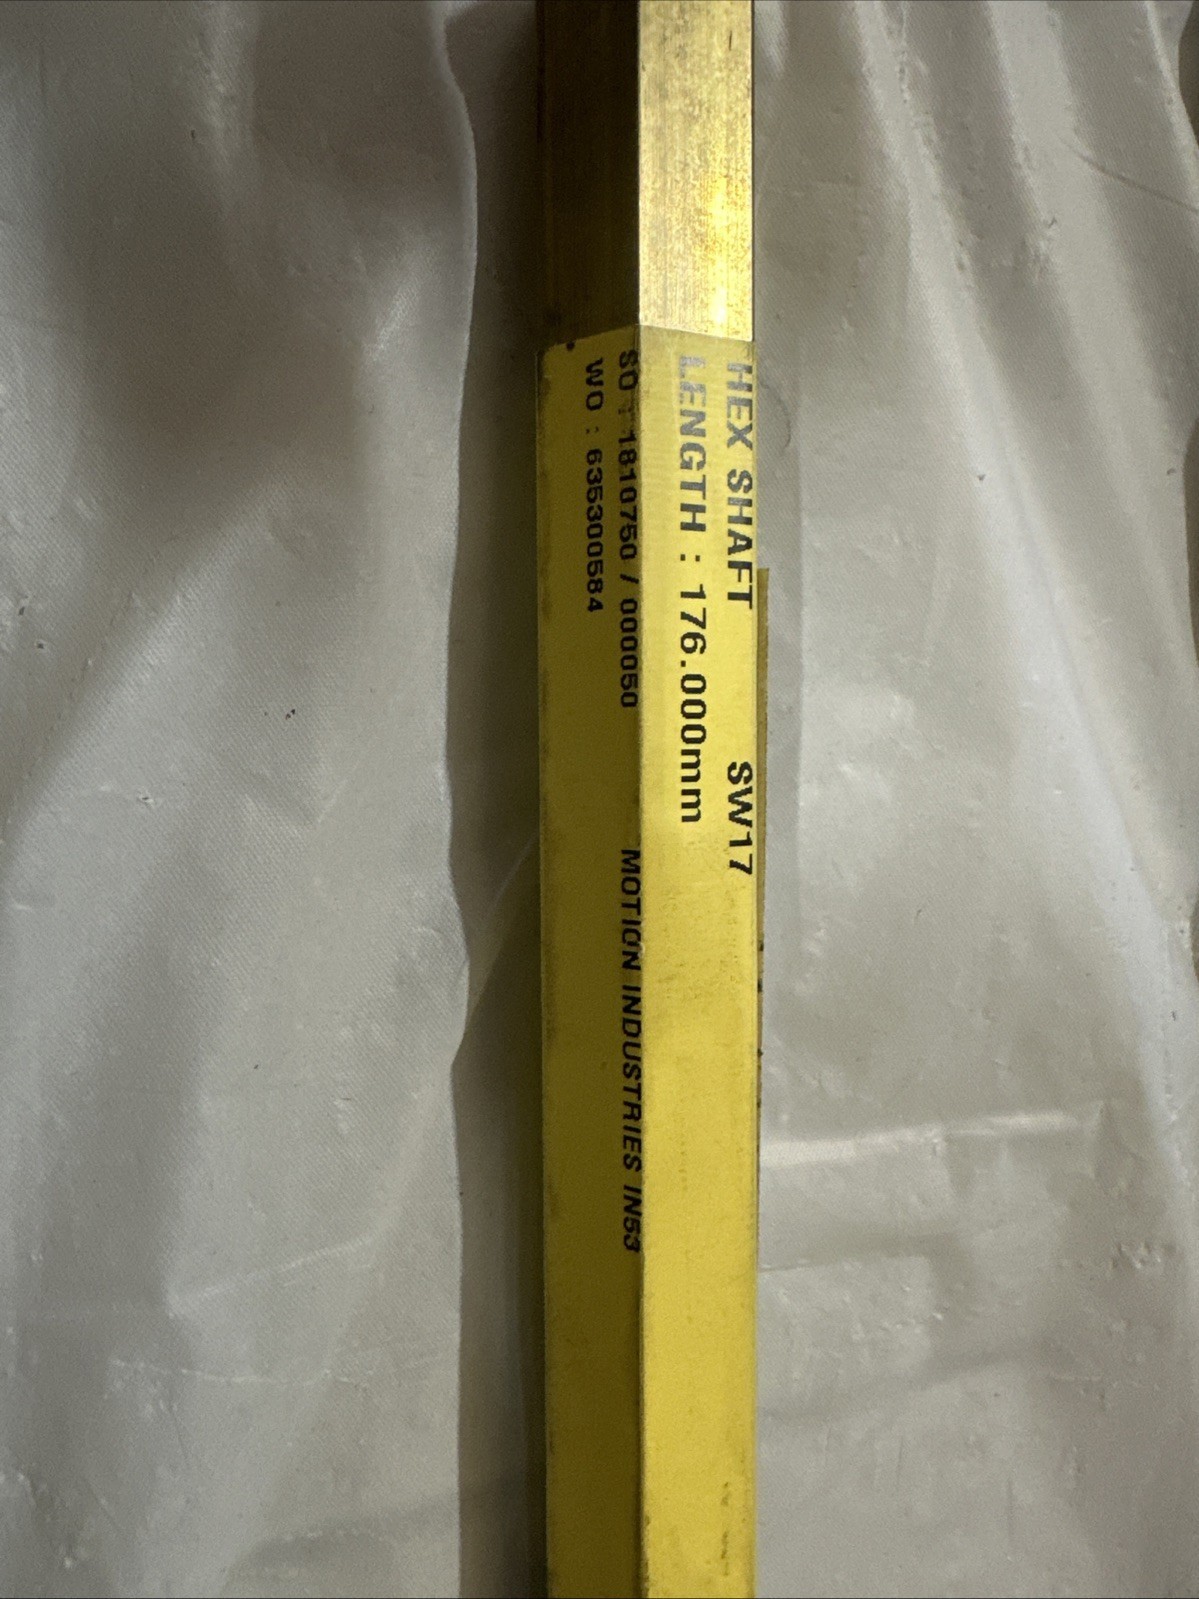 HEX SHAFT SW17
LENGTH : 176.000mm
SO : 1810750 / 000050 MOTION INDUSTRIES IN53
WO : 635300584